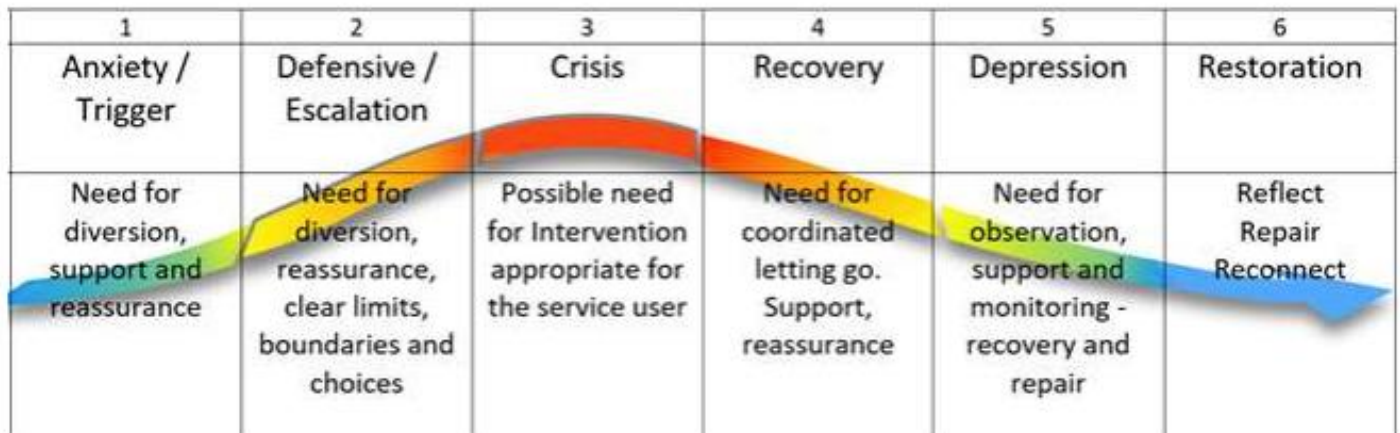 1
2
3
4
5
6
Anxiety /
Trigger
Defensive /
Escalation
Crisis
Recovery
Depression
Restoration
Need for
diversion,
support and
reassurance
Need for
diversion,
reassurance,
clear limits,
boundaries and
choices
Possible need
for Intervention
appropriate for
the service user
Need for
coordinated
letting go.
Support,
reassurance
Need for
observation,
support and
monitoring -
recovery and
repair
Reflect
Repair
Reconnect